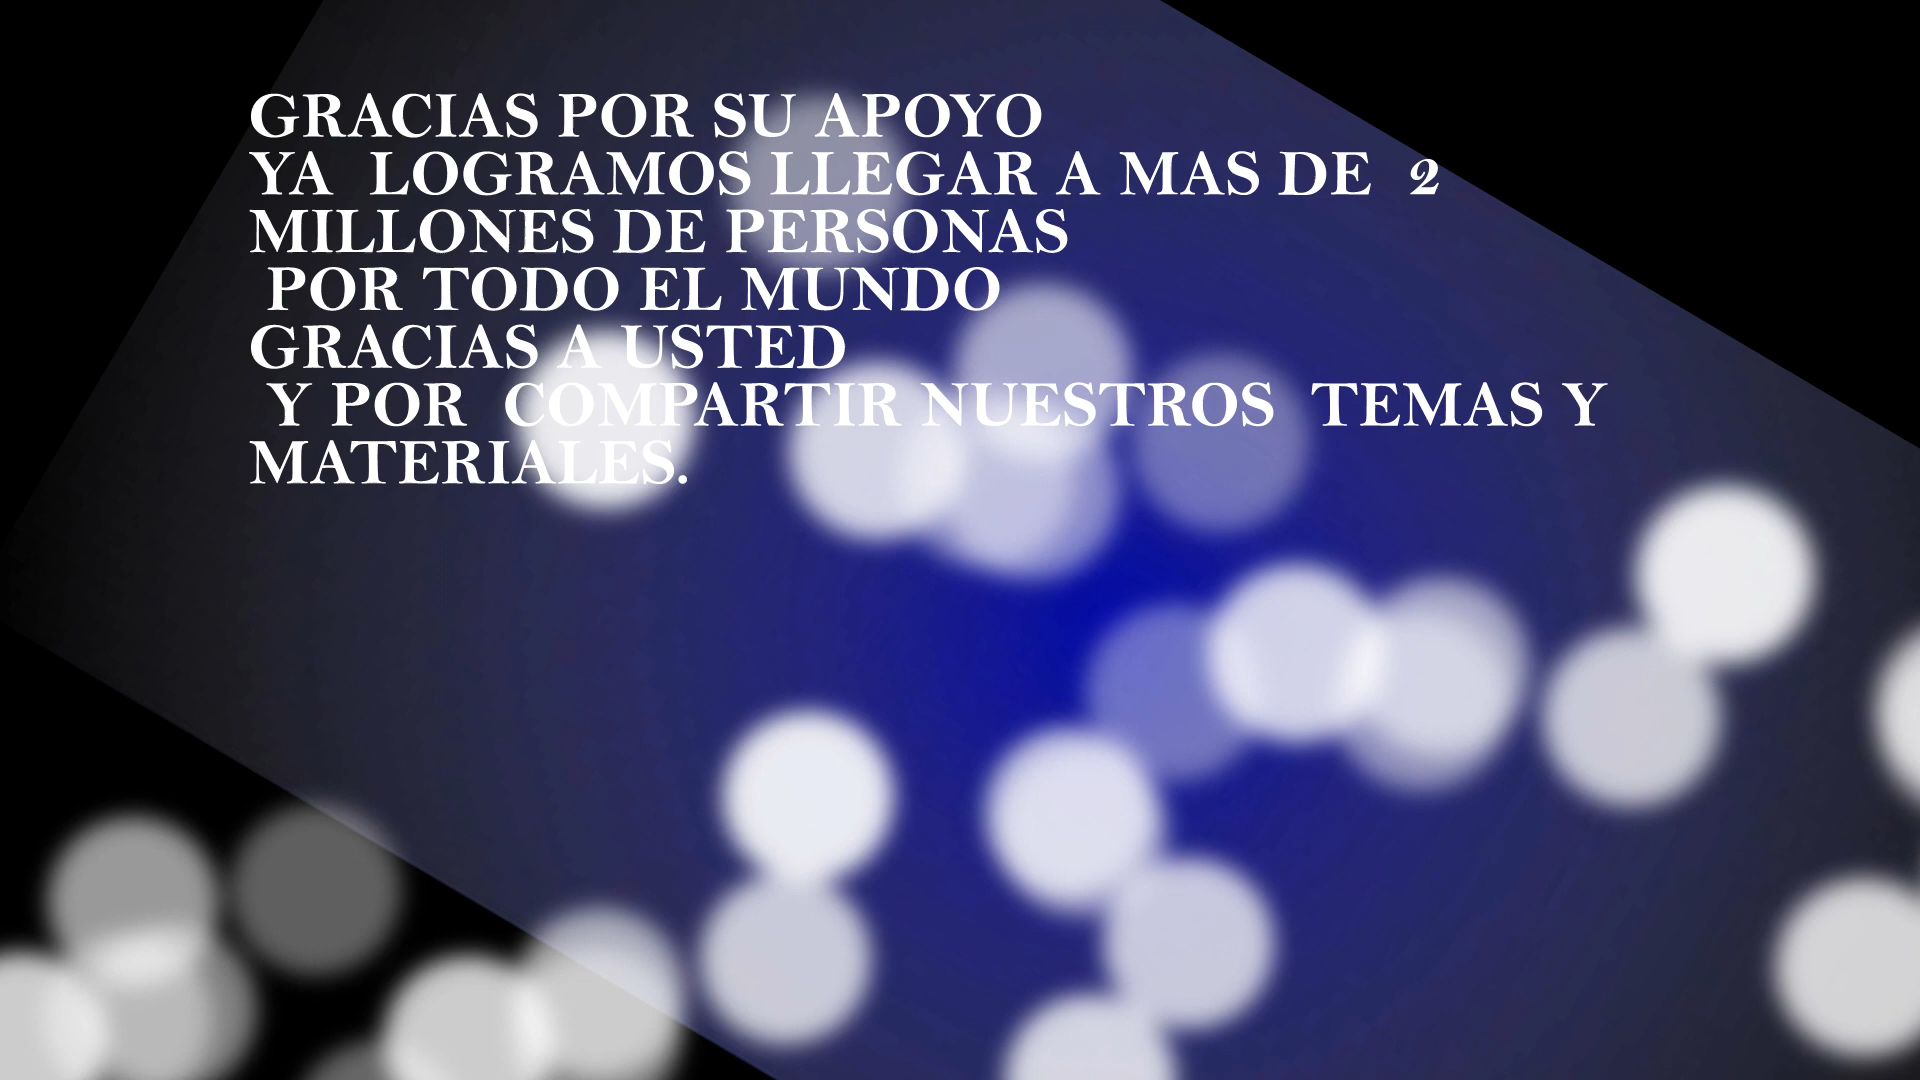 GRACIAS POR SU APOYO
YA LOGRAMOS LLEGAR A MAS DE 2
MILLONES DE PERSONAS
POR TODO EL MUNDO
GRACIAS A USTED
Y POR COMPARTIR NUESTROS TEMAS Y
MATERIALES.